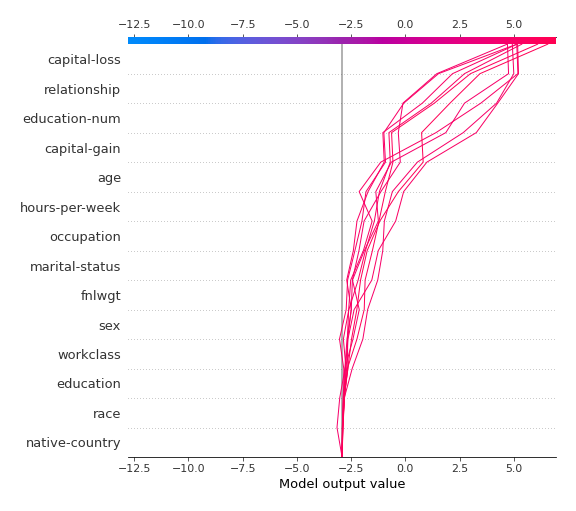 −12.5 −10.0 −7.5 −5.0 −2.5 0.0 2.5 5.0
capital-loss
relationship
education-num
capital-gain
age
hours-per-week
occupation
marital-status
fnlwgt
sex
workclass
education
race
native-country
−12.5 −10.0 −7.5 −5.0 −2.5 0.0 2.5 5.0
Model output value